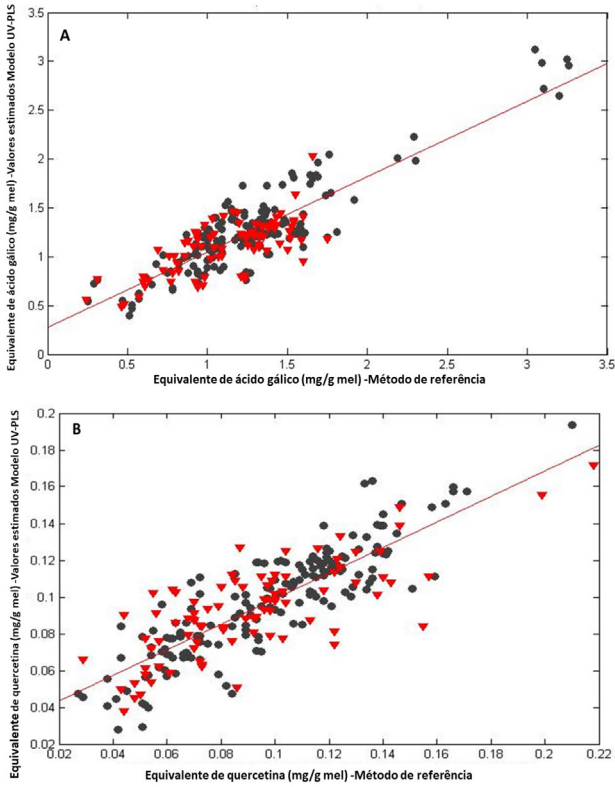 A
Equivalente de ácido gálico (mg/g mel) -Valores estimados Modelo UV-PLS
3.5
3
2.5
2
1.5
1
0.5
0
0 0.5 1 1.5 2 2.5 3 3.5
Equivalente de ácido gálico (mg/g mel) -Método de referência
B
Equivalente de quercetina (mg/g mel) -Valores estimados Modelo UV-PLS
0.2
0.18
0.16
0.14
0.12
0.1
0.08
0.06
0.04
0.02
0.02 0.04 0.06 0.08 0.1 0.12 0.14 0.16 0.18 0.2 0.22
Equivalente de quercetina (mg/g mel) -Método de referência